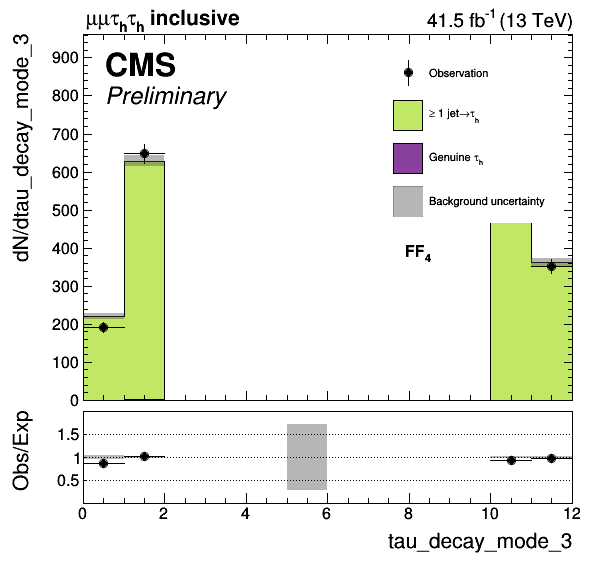 μμτhτh inclusive 41.5 fb-1 (13 TeV)
CMS
Preliminary
Observation
≥ 1 jet→τh
Genuine τh
Background uncertainty
FF4
dN/dtau_decay_mode_3
900
800
700
600
500
400
300
200
100
0
Obs/Exp
1.5
1
0.5
0 2 4 6 8 10 12
tau_decay_mode_3